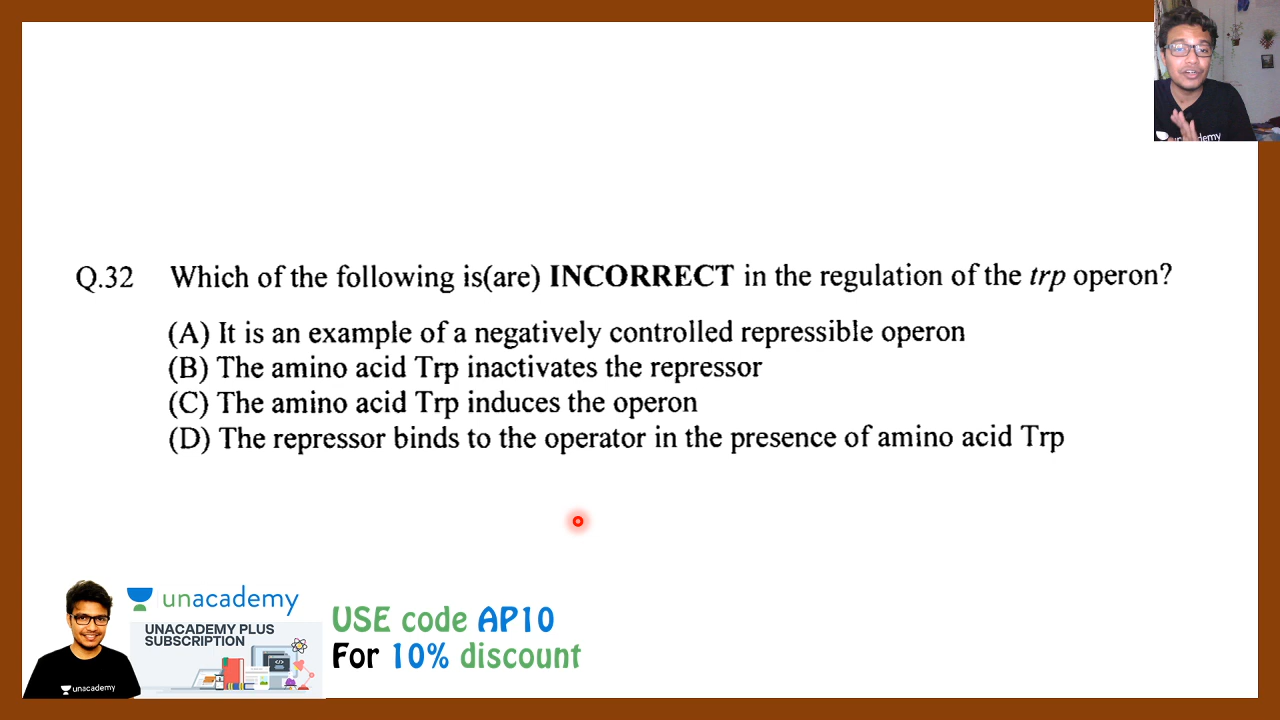 Q.32 Which of the following is(are) INCORRECT in the regulation of the trp operon?
(A) It is an example of a negatively controlled repressible operon
(B) The amino acid Trp inactivates the repressor
(C) The amino acid Trp induces the operon
(D) The repressor binds to the operator in the presence of amino acid Trp
unacademy
UNACADEMY PLUS
SUBSCRIPTION
USE code AP10
For 10% discount
unacademy